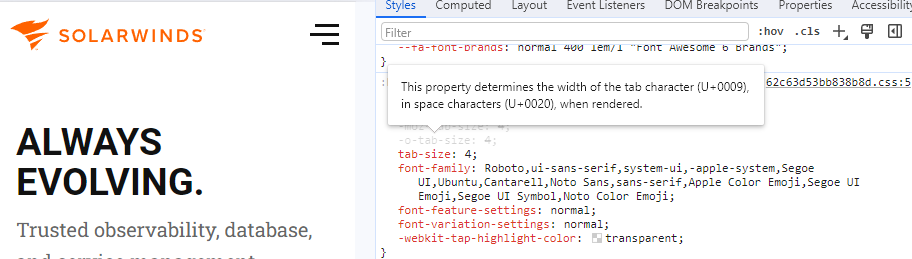 SOLARWINDS
ALWAYS
EVOLVING.
Trusted observability, database,
and service management
Styles Computed Layout Event Listeners DOM Breakpoints Properties Accessibility
Filter :hov .cls
--fa-font-brands: normal 400 1em/1 "Font Awesome 6 Brands";
}
62c63d53bb838b8d.css:5
This property determines the width of the tab character (U+0009),
in space characters (U+0020), when rendered.
-moz-tab-size: 4;
-o-tab-size: 4;
tab-size: 4;
font-family: Roboto,ui-sans-serif,system-ui,-apple-system,Segoe
UI,Ubuntu,Cantarell,Noto Sans,sans-serif,Apple Color Emoji,Segoe UI
Emoji,Segoe UI Symbol,Noto Color Emoji;
font-feature-settings: normal;
font-variation-settings: normal;
-webkit-tap-highlight-color: transparent;
}